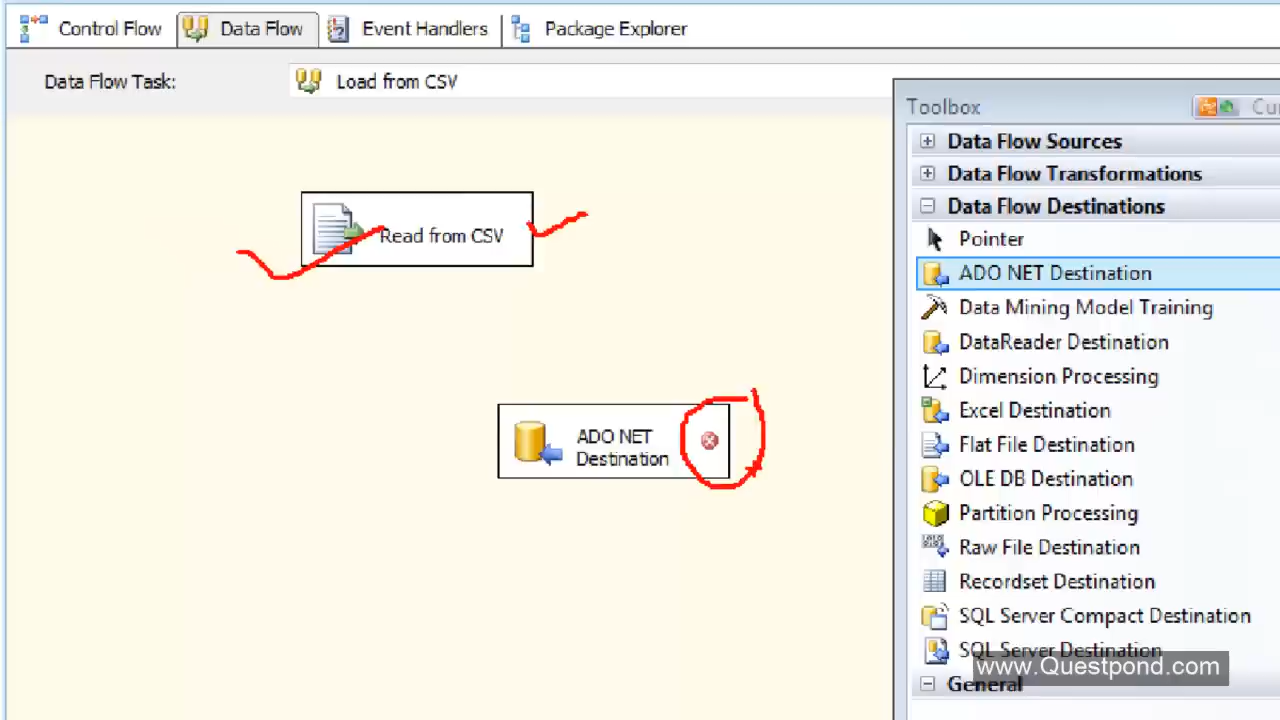 Control Flow
Data Flow
Event Handlers
Package Explorer
Data Flow Task:
Load from CSV
Read from CSV
ADO NET
Destination
Toolbox
Data Flow Sources
Data Flow Transformations
Data Flow Destinations
Pointer
ADO NET Destination
Data Mining Model Training
DataReader Destination
Dimension Processing
Excel Destination
Flat File Destination
OLE DB Destination
Partition Processing
Raw File Destination
Recordset Destination
SQL Server Compact Destination
SQL Server Destination
www.Questpond.com
General